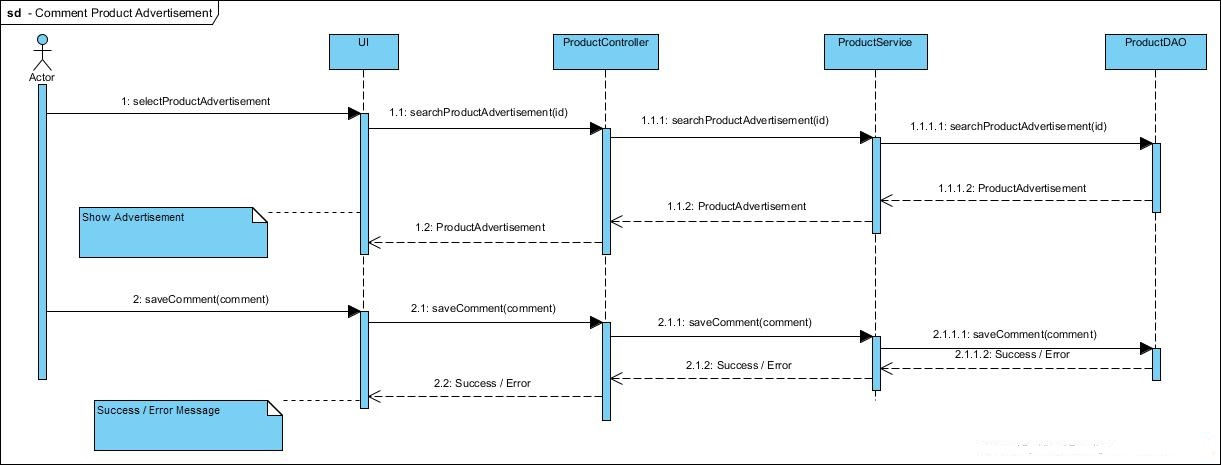 sd - Comment Product Advertisement
Actor
UI
ProductController
ProductService
ProductDAO
1: selectProductAdvertisement
1.1: searchProductAdvertisement(id)
1.1.1: searchProductAdvertisement(id)
1.1.1.1: searchProductAdvertisement(id)
1.1.1.2: ProductAdvertisement
1.1.2: ProductAdvertisement
1.2: ProductAdvertisement
Show Advertisement
2: saveComment(comment)
2.1: saveComment(comment)
2.1.1: saveComment(comment)
2.1.1.1: saveComment(comment)
2.1.1.2: Success / Error
2.1.2: Success / Error
2.2: Success / Error
Success / Error Message